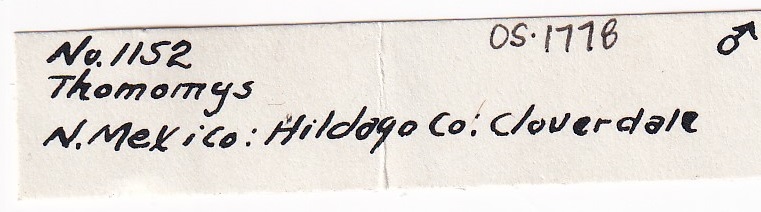 No. 1152 OS·1778 ♂
Thomomys
N. Mexico: Hildago Co: Cloverdale